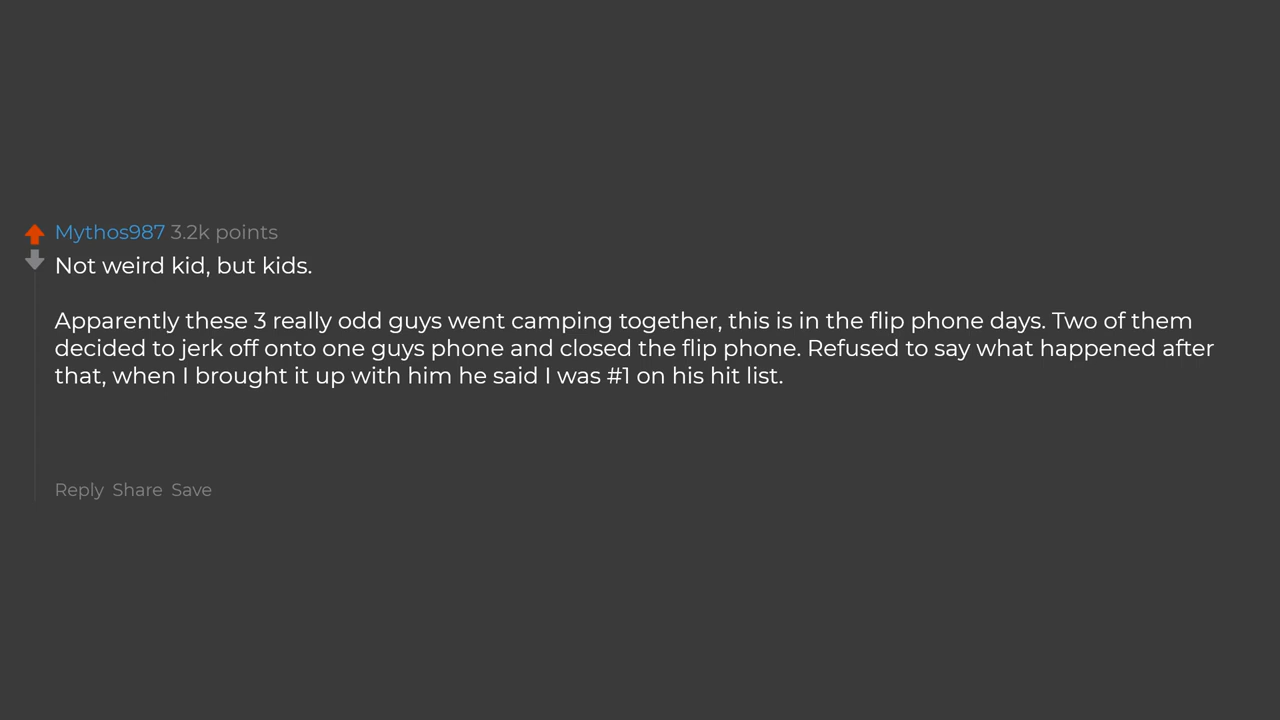 Mythos987 3.2k points
Not weird kid, but kids.
Apparently these 3 really odd guys went camping together, this is in the flip phone days. Two of them
decided to jerk off onto one guys phone and closed the flip phone. Refused to say what happened after
that, when I brought it up with him he said I was #1 on his hit list.
Reply Share Save